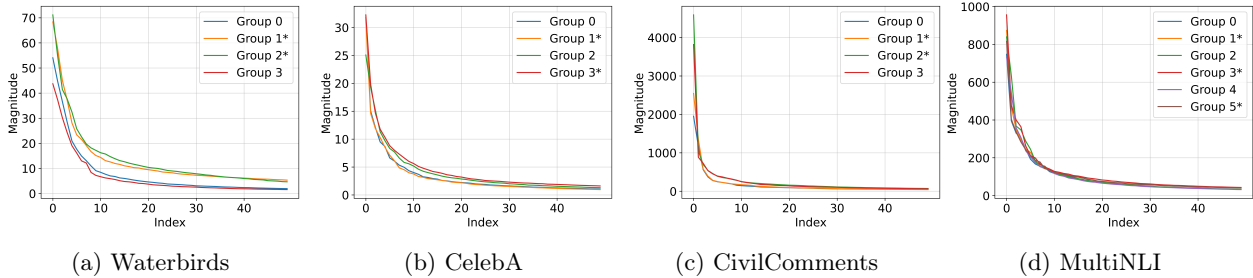 Magnitude
70
60
50
40
30
20
10
0
0 10 20 30 40
Index
Group 0
Group 1*
Group 2*
Group 3
(a) Waterbirds
Magnitude
30
25
20
15
10
5
0
0 10 20 30 40
Index
Group 0
Group 1*
Group 2
Group 3*
(b) CelebA
Magnitude
4000
3000
2000
1000
0
0 10 20 30 40
Index
Group 0
Group 1*
Group 2*
Group 3
(c) CivilComments
Magnitude
1000
800
600
400
200
0
0 10 20 30 40
Index
Group 0
Group 1*
Group 2
Group 3*
Group 4
Group 5*
(d) MultiNLI